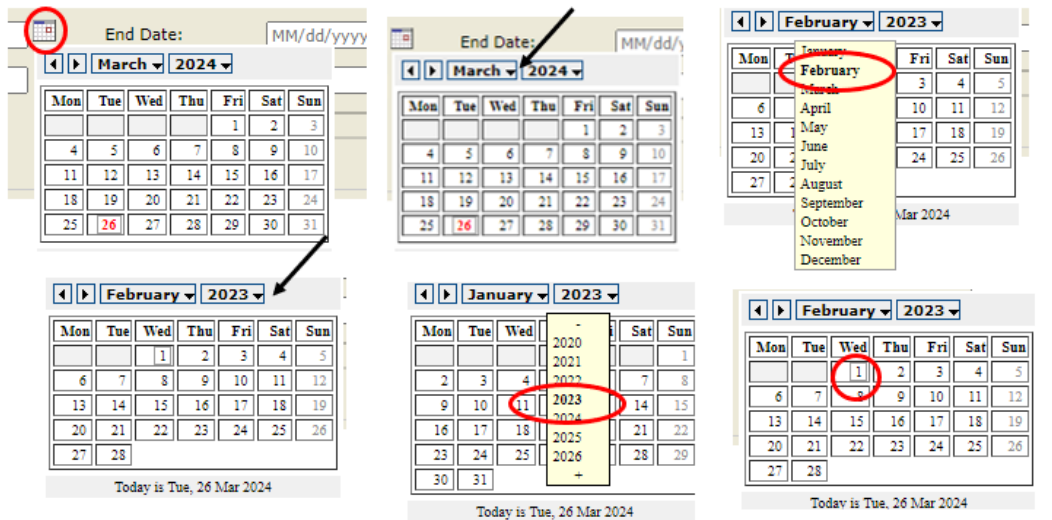 End Date: MM/dd/yyyy
March 2024
Mon Tue Wed Thu Fri Sat Sun
1 2 3
4 5 6 7 8 9 10
11 12 13 14 15 16 17
18 19 20 21 22 23 24
25 26 27 28 29 30 31
End Date: MM/dd/y
March 2024
Mon Tue Wed Thu Fri Sat Sun
1 2 3
4 5 6 7 8 9 10
11 12 13 14 15 16 17
18 19 20 21 22 23 24
25 26 27 28 29 30 31
February 2023
Mon T Fri Sat Sun
3 4 5
6 10 11 12
13 1 17 18 19
20 2 24 25 26
27 2
January
February
March
April
May
June
July
August
September
October
November
December
Mar 2024
February 2023
Mon Tue Wed Thu Fri Sat Sun
1 2 3 4 5
6 7 8 9 10 11 12
13 14 15 16 17 18 19
20 21 22 23 24 25 26
27 28
Today is Tue, 26 Mar 2024
January 2023
Mon Tue Wed i Sat Sun
1
2 3 4 7 8
9 10 11 14 15
16 17 18 21 22
23 24 25 28 29
30 31
-
2020
2021
2022
2023
2024
2025
2026
+
Today is Tue, 26 Mar 2024
February 2023
Mon Tue Wed Thu Fri Sat Sun
1 2 3 4 5
6 7 8 9 10 11 12
13 14 15 16 17 18 19
20 21 22 23 24 25 26
27 28
Today is Tue, 26 Mar 2024